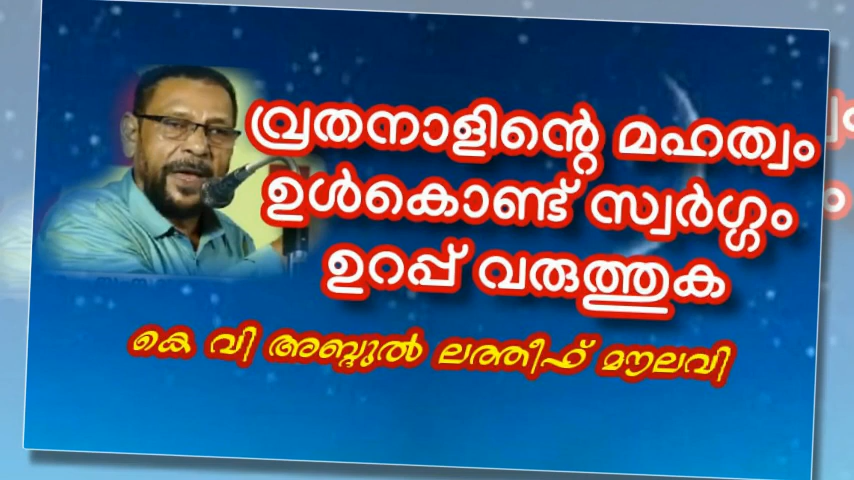 വ്രതനാളിന്റെ മഹത്വം
ഉൾകൊണ്ട് സ്വർഗ്ഗം
ഉറപ്പ് വരുത്തുക
കെ വി അബ്ദുൽ ലത്തീഫ് മൗലവി